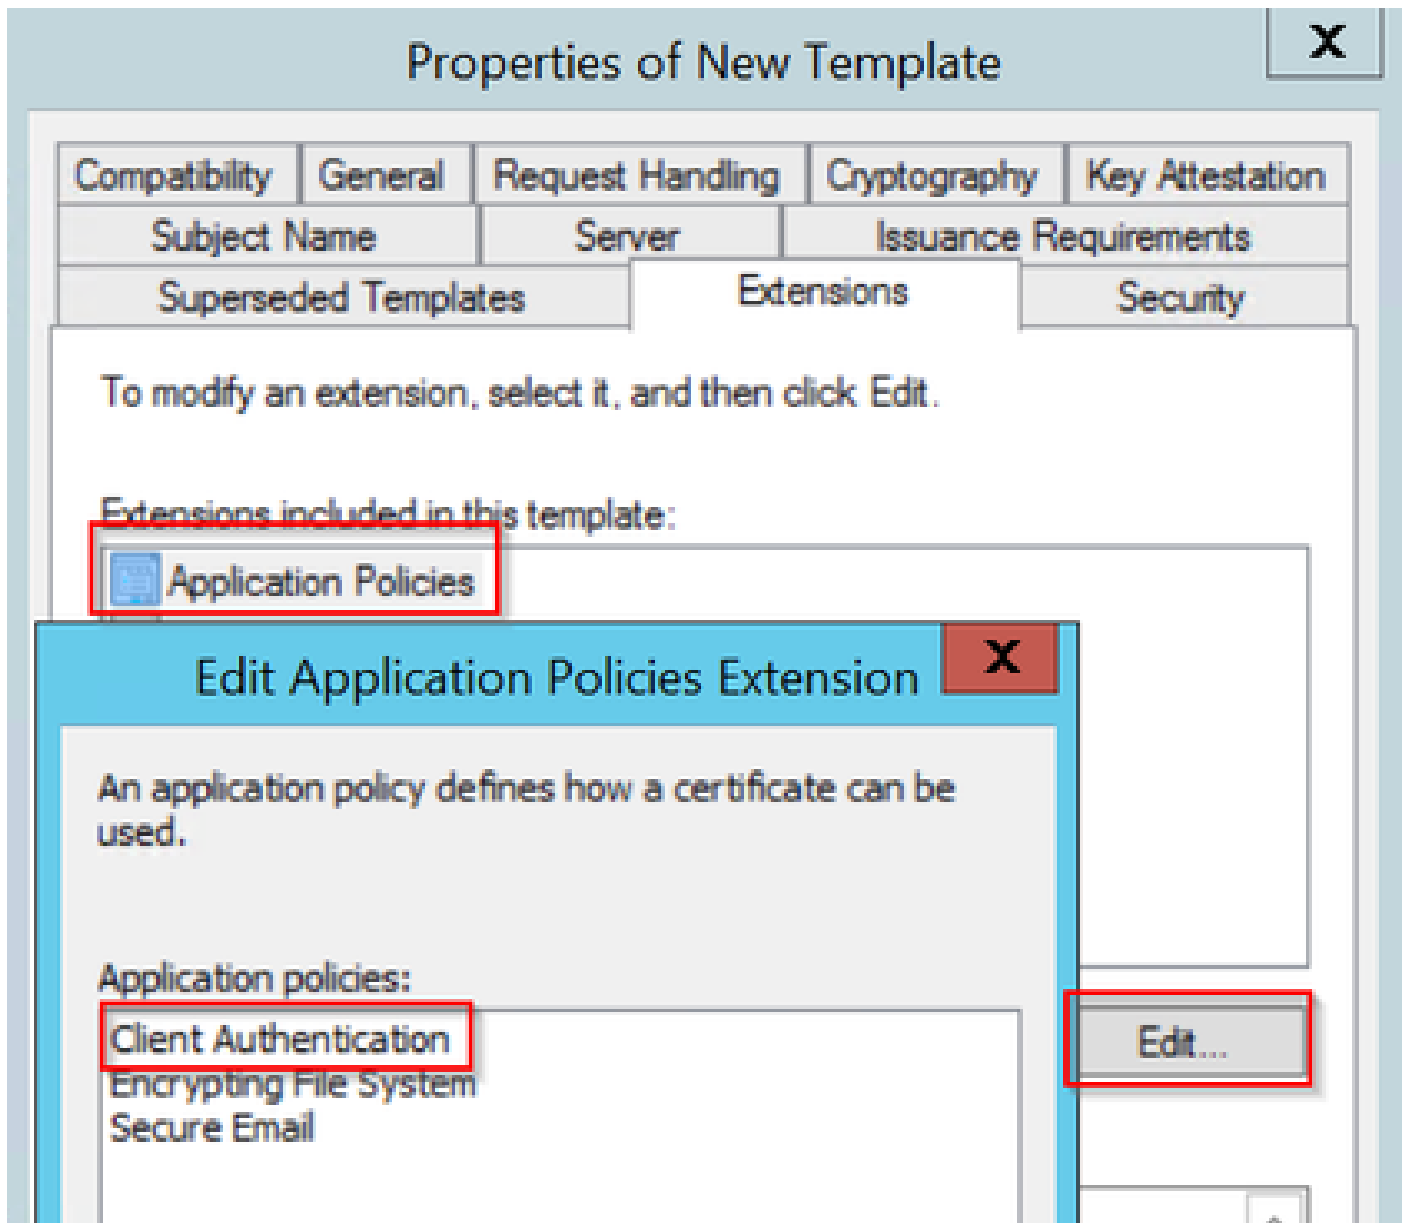 Properties of New Template
X
Compatibility General Request Handling Cryptography Key Attestation
Subject Name Server Issuance Requirements
Superseded Templates Extensions Security
To modify an extension, select it, and then click Edit.
Extensions included in this template:
Application Policies
Edit Application Policies Extension
X
An application policy defines how a certificate can be
used.
Application policies:
Client Authentication
Edit...
Encrypting File System
Secure Email